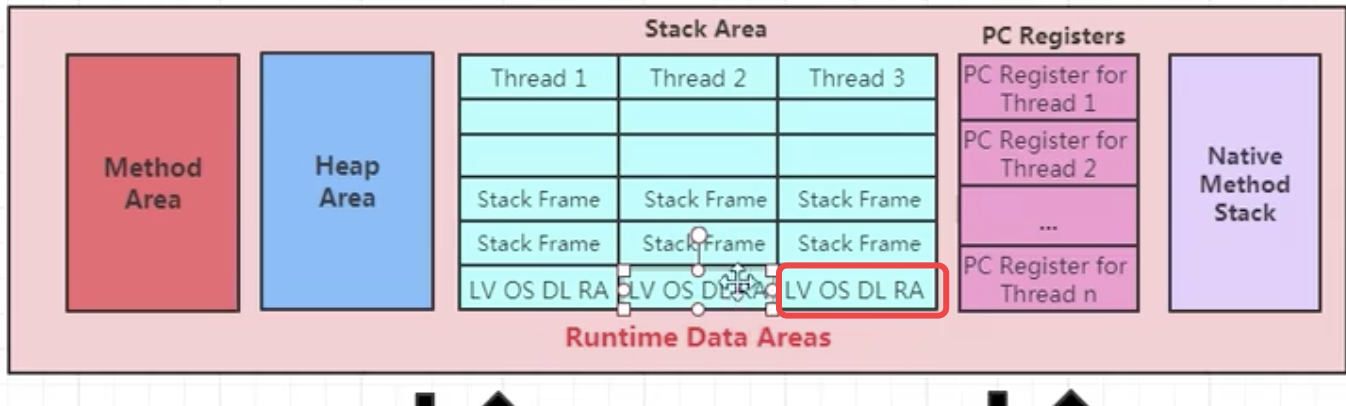 Stack Area
PC Registers
Method
Area
Heap
Area
Thread 1
Thread 2
Thread 3
Stack Frame
Stack Frame
Stack Frame
Stack Frame
Stack Frame
Stack Frame
LV OS DL RA
LV OS DL RA
LV OS DL RA
PC Register for
Thread 1
PC Register for
Thread 2
...
PC Register for
Thread n
Native
Method
Stack
Runtime Data Areas